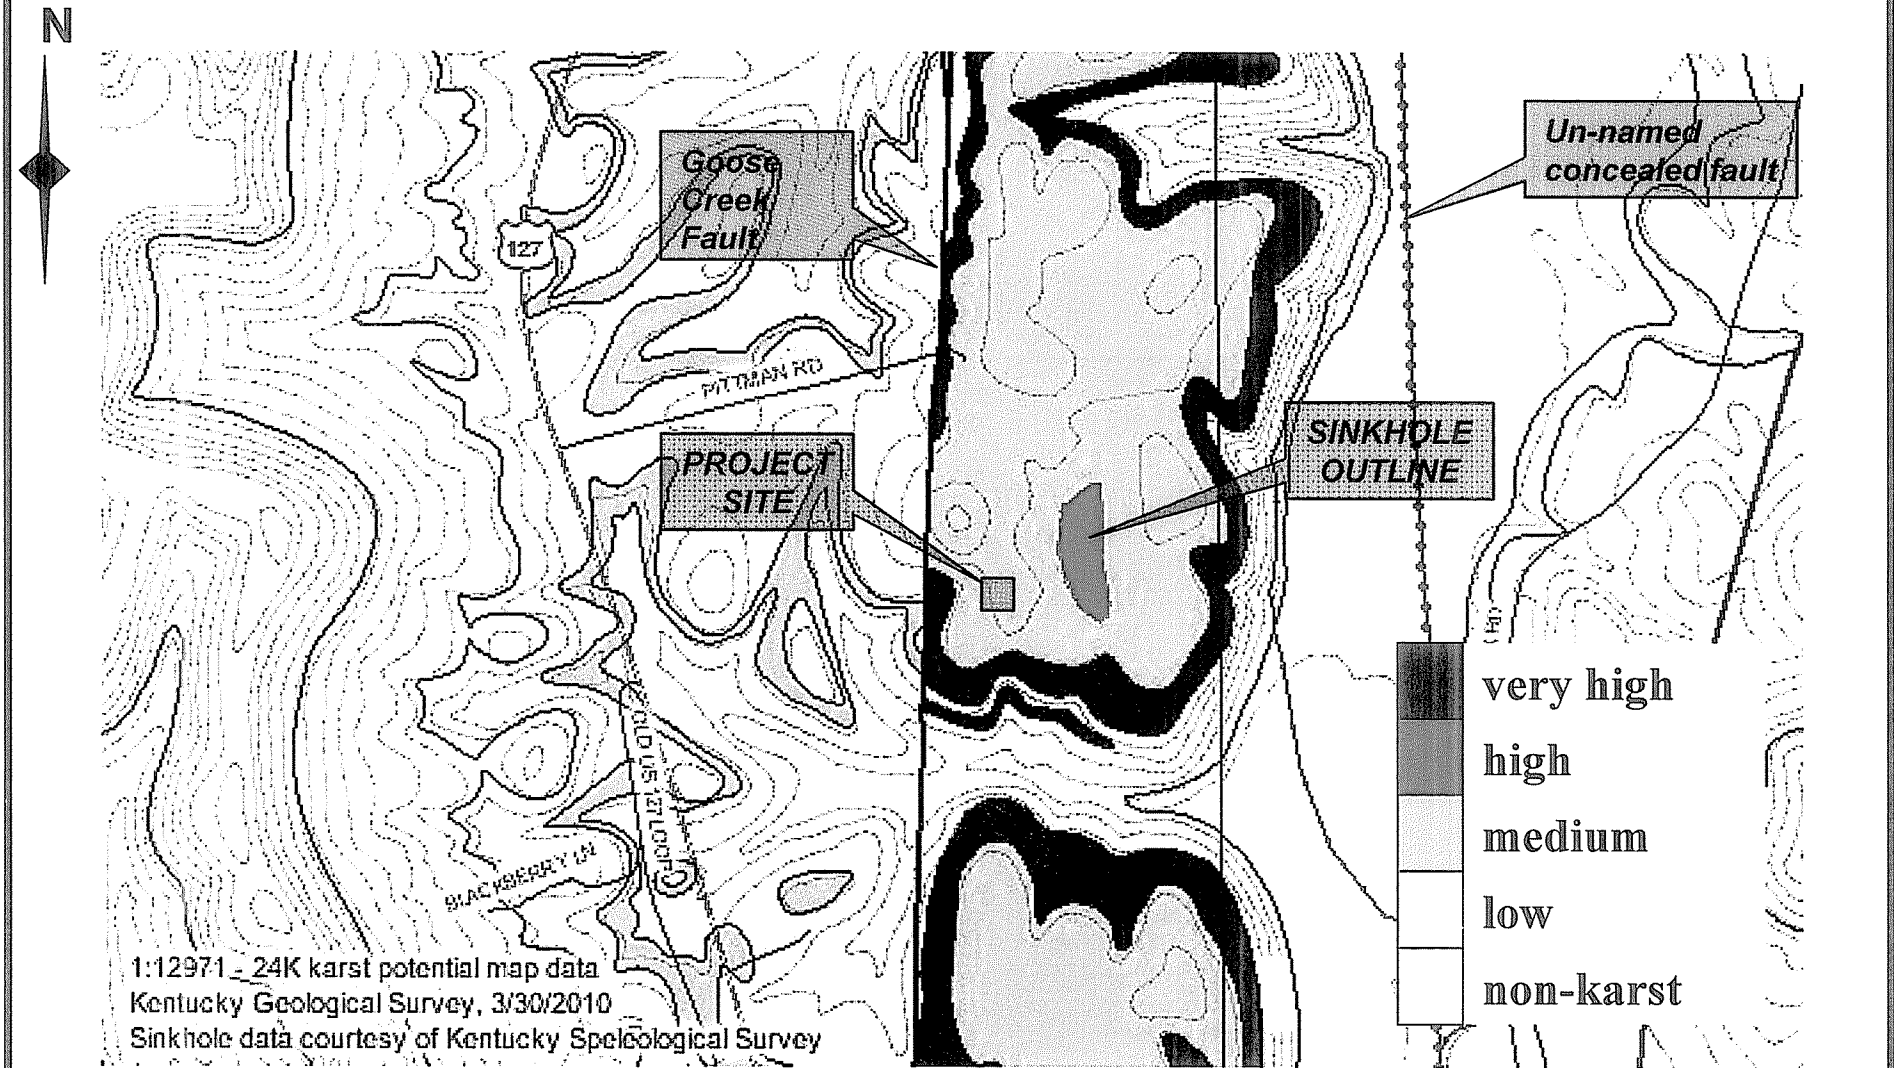 N
Goose
Creek
Fault
Un-named
concealed fault
127
PITTMAN RD
PROJECT
SITE
SINKHOLE
OUTLINE
OLD US 127 LOOP
BLACKBERRY LN
very high
high
medium
low
non-karst
1:12971 - 24K karst potential map data
Kentucky Geological Survey, 3/30/2010
Sinkhole data courtesy of Kentucky Speleological Survey